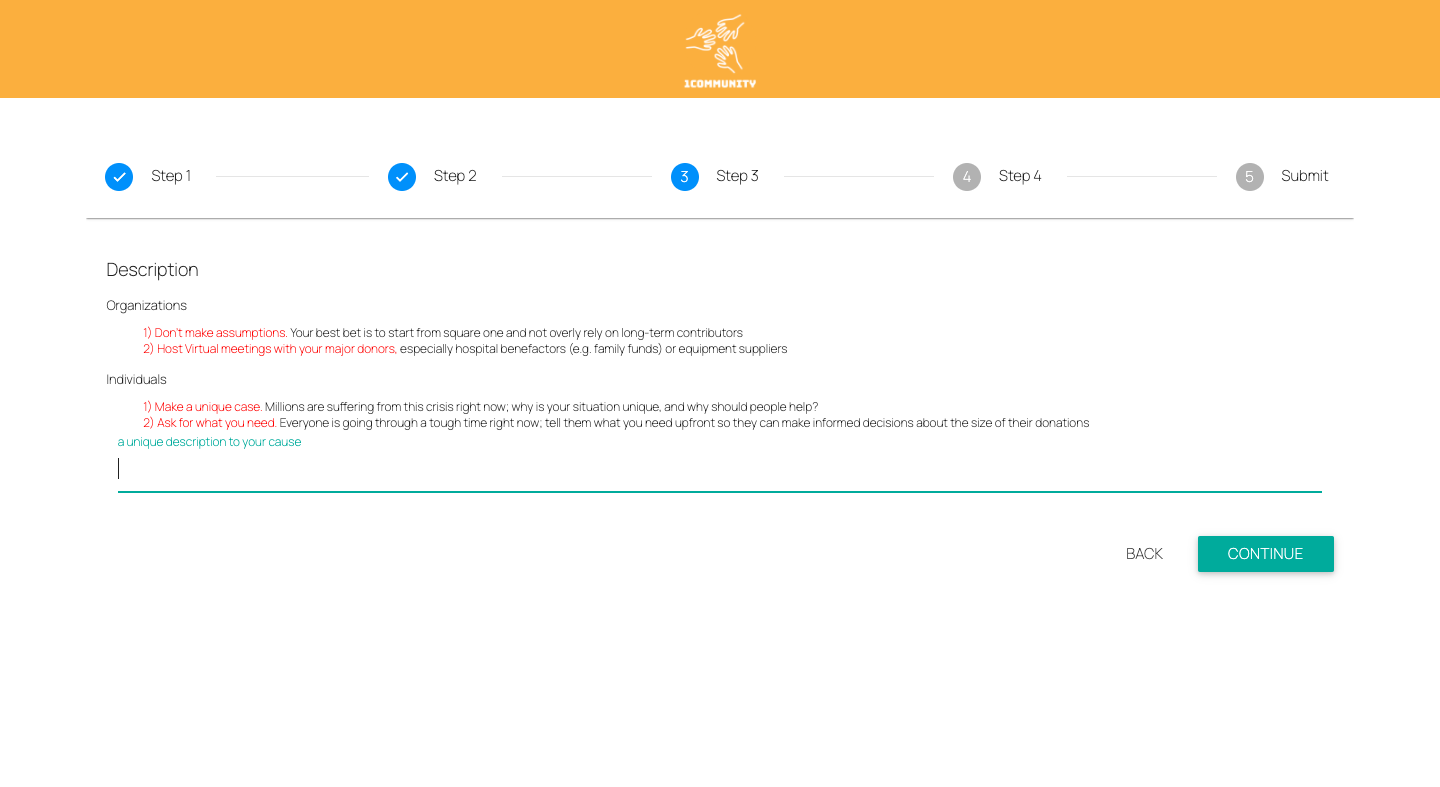 1COMMUNITY
Step 1
Step 2
3 Step 3
4 Step 4
5 Submit
Description
Organizations
1) Don't make assumptions. Your best bet is to start from square one and not overly rely on long-term contributors
2) Host Virtual meetings with your major donors, especially hospital benefactors (e.g. family funds) or equipment suppliers
Individuals
1) Make a unique case. Millions are suffering from this crisis right now; why is your situation unique, and why should people help?
2) Ask for what you need. Everyone is going through a tough time right now; tell them what you need upfront so they can make informed decisions about the size of their donations
a unique description to your cause
BACK
CONTINUE